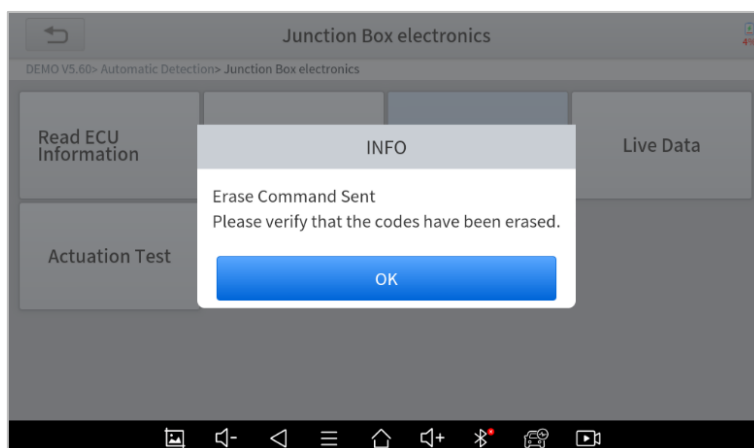 Junction Box electronics
4%
DEMO V5.60> Automatic Detection> Junction Box electronics
Read ECU
Information
Live Data
INFO
Erase Command Sent
Please verify that the codes have been erased.
OK
Actuation Test